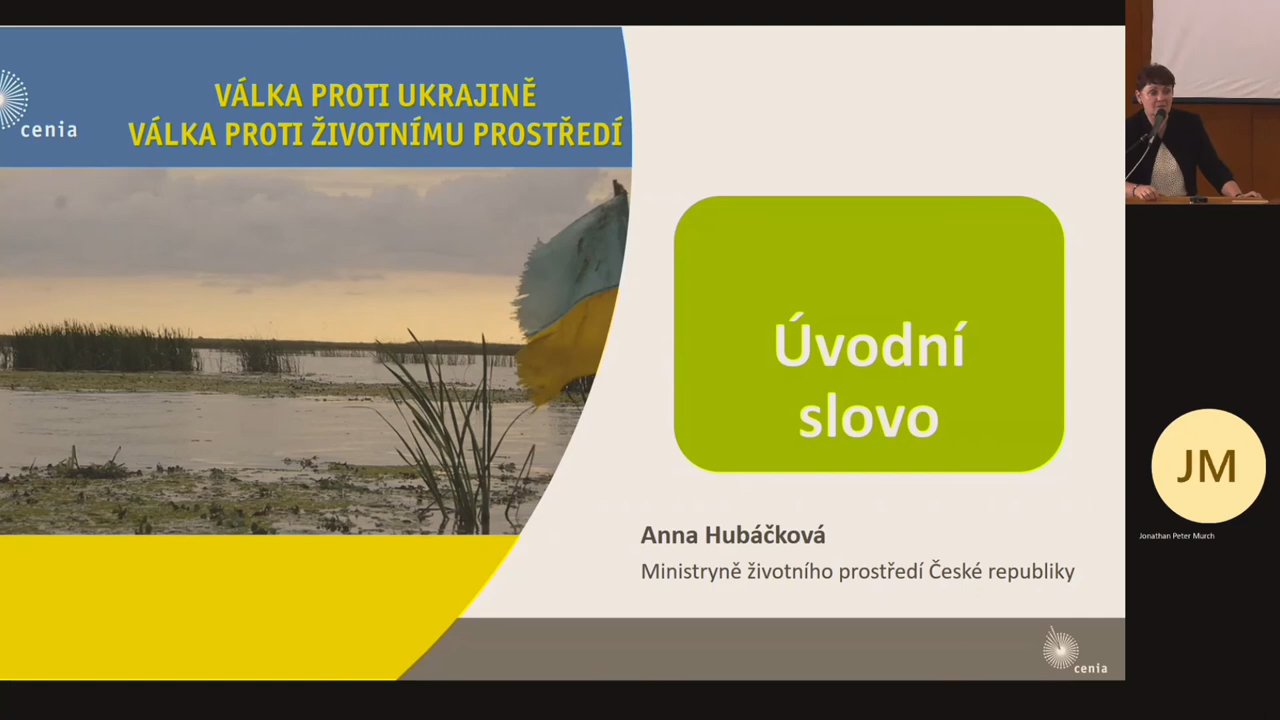 cenia
VÁLKA PROTI UKRAJINĚ
VÁLKA PROTI ŽIVOTNÍMU PROSTŘEDÍ
Úvodní
slovo
Anna Hubáčková
Ministryně životního prostředí České republiky
cenia
JM
Jonathan Peter Murch